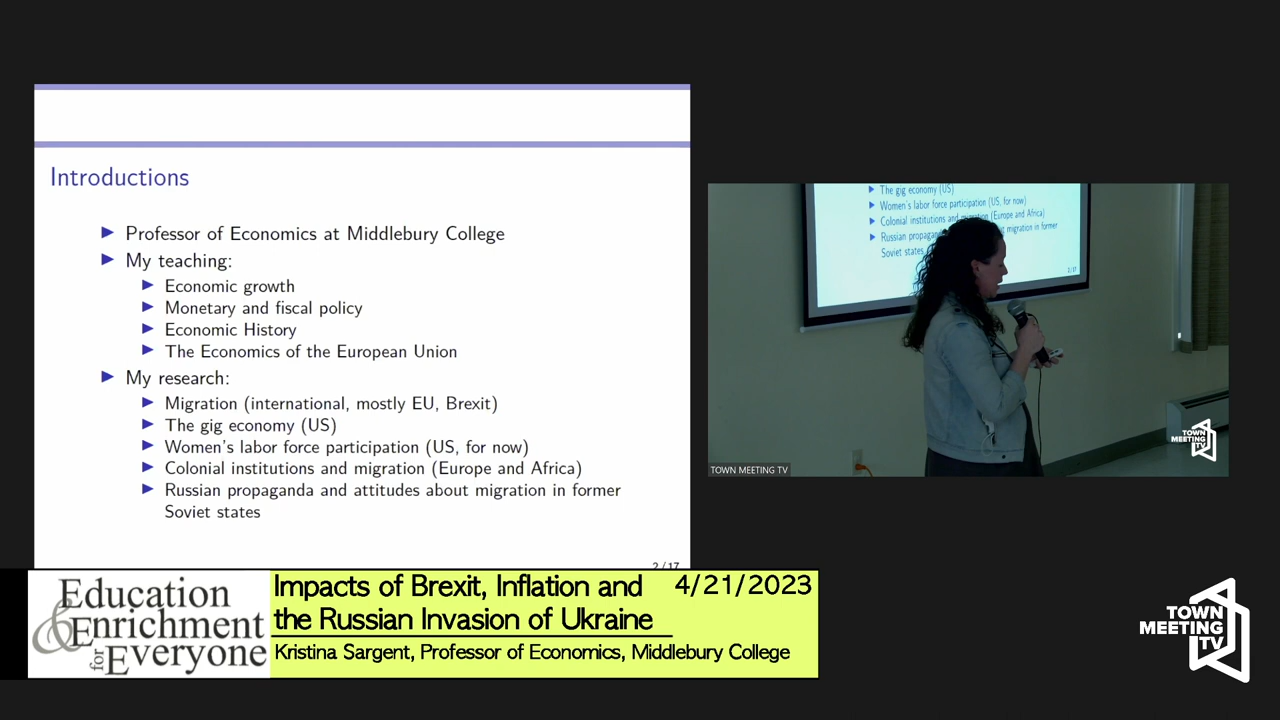 Introductions
Professor of Economics at Middlebury College
My teaching:
Economic growth
Monetary and fiscal policy
Economic History
The Economics of the European Union
My research:
Migration (international, mostly EU, Brexit)
The gig economy (US)
Women's labor force participation (US, for now)
Colonial institutions and migration (Europe and Africa)
Russian propaganda and attitudes about migration in former
Soviet states
2/17
The gig economy (US)
Women's labor force participation (US, for now)
Colonial institutions and migration (Europe and Africa)
Russian propaganda migration in former
Soviet states
2/17
TOWN MEETING TV
TOWN
MEETING
TV
Education
& Enrichment
for Everyone
Impacts of Brexit, Inflation and 4/21/2023
the Russian Invasion of Ukraine
Kristina Sargent, Professor of Economics, Middlebury College
TOWN
MEETING
TV